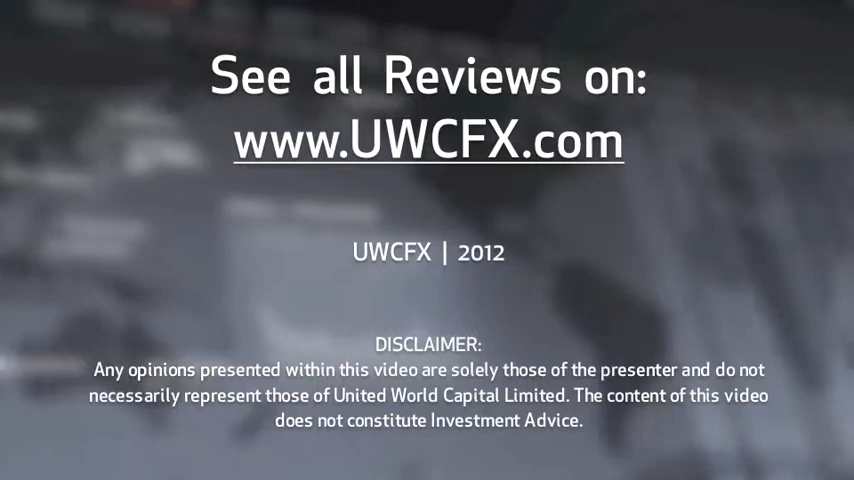 See all Reviews on:
www.UWCFX.com
UWCFX | 2012
DISCLAIMER:
Any opinions presented within this video are solely those of the presenter and do not
necessarily represent those of United World Capital Limited. The content of this video
does not constitute Investment Advice.